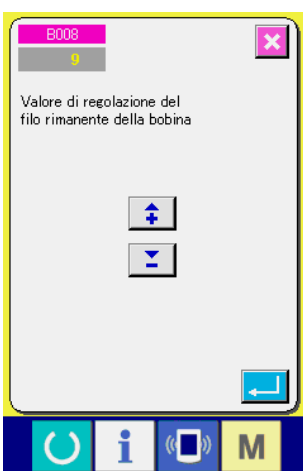 B008
9
Valore di regolazione del
filo rimanente della bobina
i
M